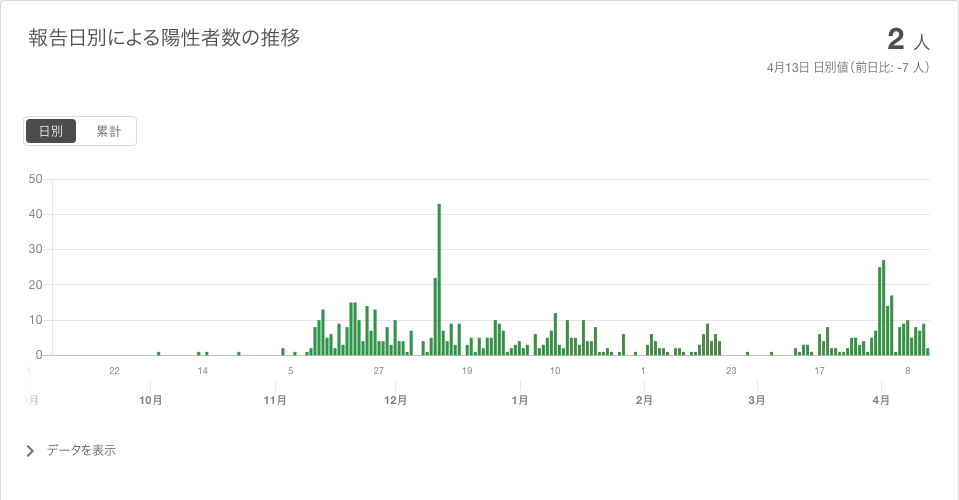 報告日別による陽性者数の推移
2 人
4月13日 日別値(前日比: -7 人)
日別 累計
50
40
30
20
10
0
1 22 14 5 27 19 10 1 23 17 8
月 10月 11月 12月 1月 2月 3月 4月
データを表示